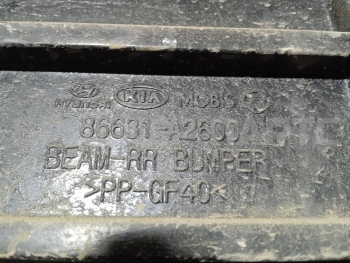 HYUNDAI KIA MOBIS
86631-A2600
BEAM-RR BUMPER
>PP-GF40<